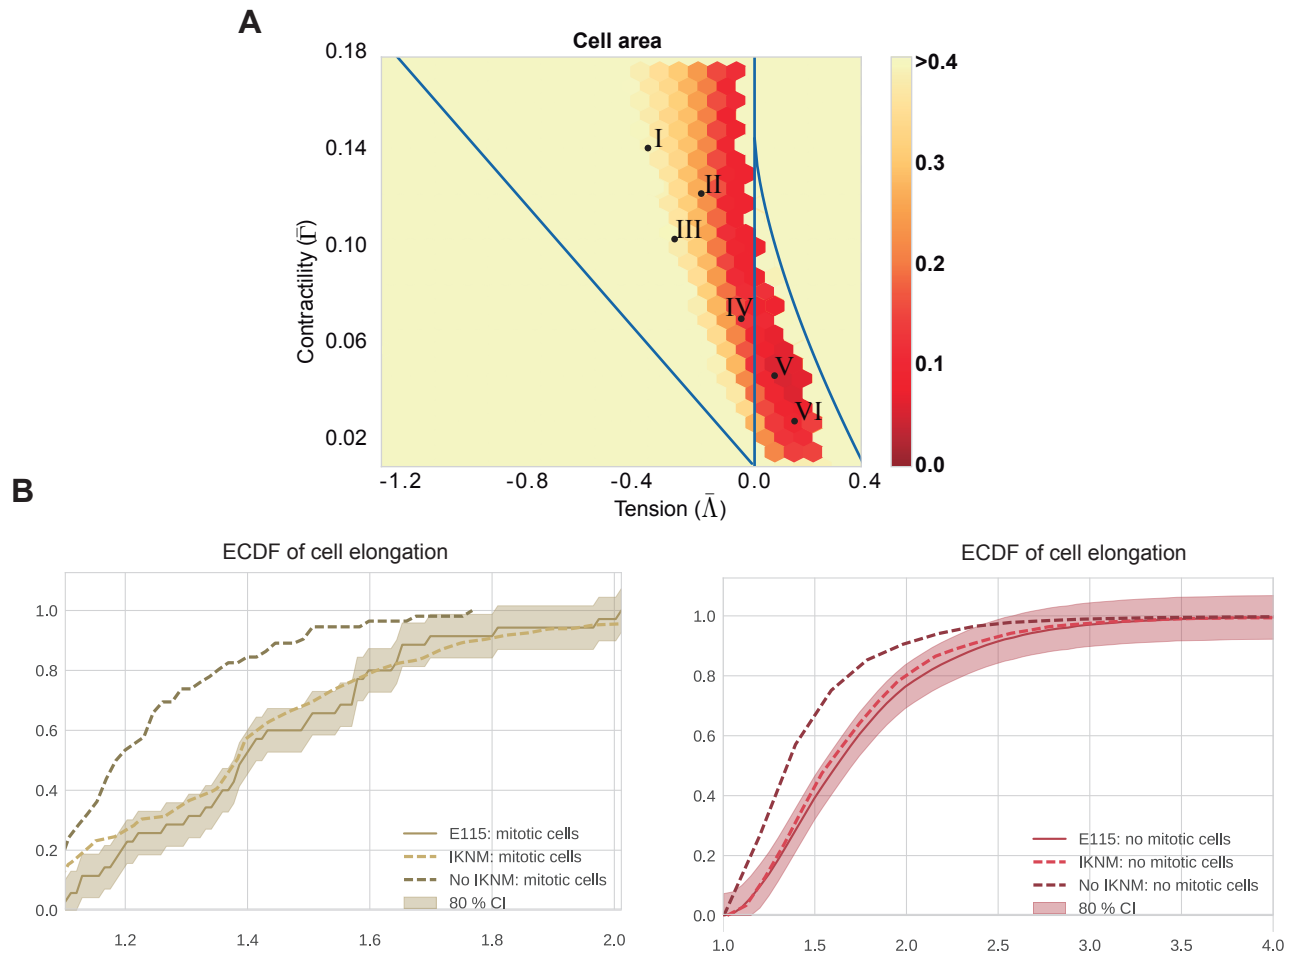 A
Cell area
0.18
0.14
0.10
0.06
0.02
Contractility (Γ̄)
I
II
III
IV
V
VI
-1.2 -0.8 -0.4 0.0 0.4
Tension (Λ̄)
>0.4
0.3
0.2
0.1
0.0
B
ECDF of cell elongation
1.0
0.8
0.6
0.4
0.2
0.0
E115: mitotic cells
IKNM: mitotic cells
No IKNM: mitotic cells
80 % CI
1.2 1.4 1.6 1.8 2.0
ECDF of cell elongation
1.0
0.8
0.6
0.4
0.2
0.0
E115: no mitotic cells
IKNM: no mitotic cells
No IKNM: no mitotic cells
80 % CI
1.0 1.5 2.0 2.5 3.0 3.5 4.0